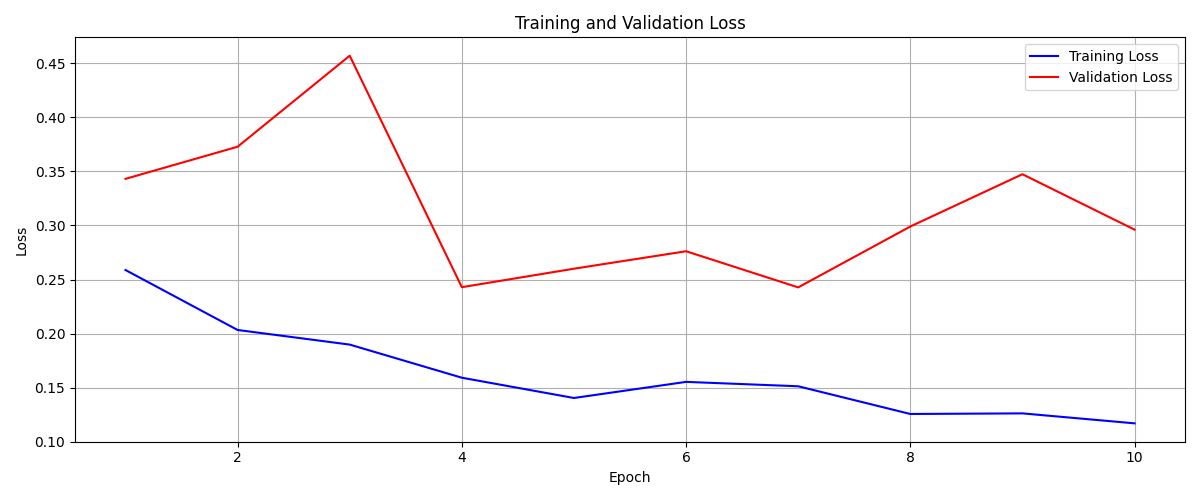 Training and Validation Loss
Training Loss
Validation Loss
0.45
0.40
0.35
0.30
0.25
0.20
0.15
0.10
Loss
2 4 6 8 10
Epoch